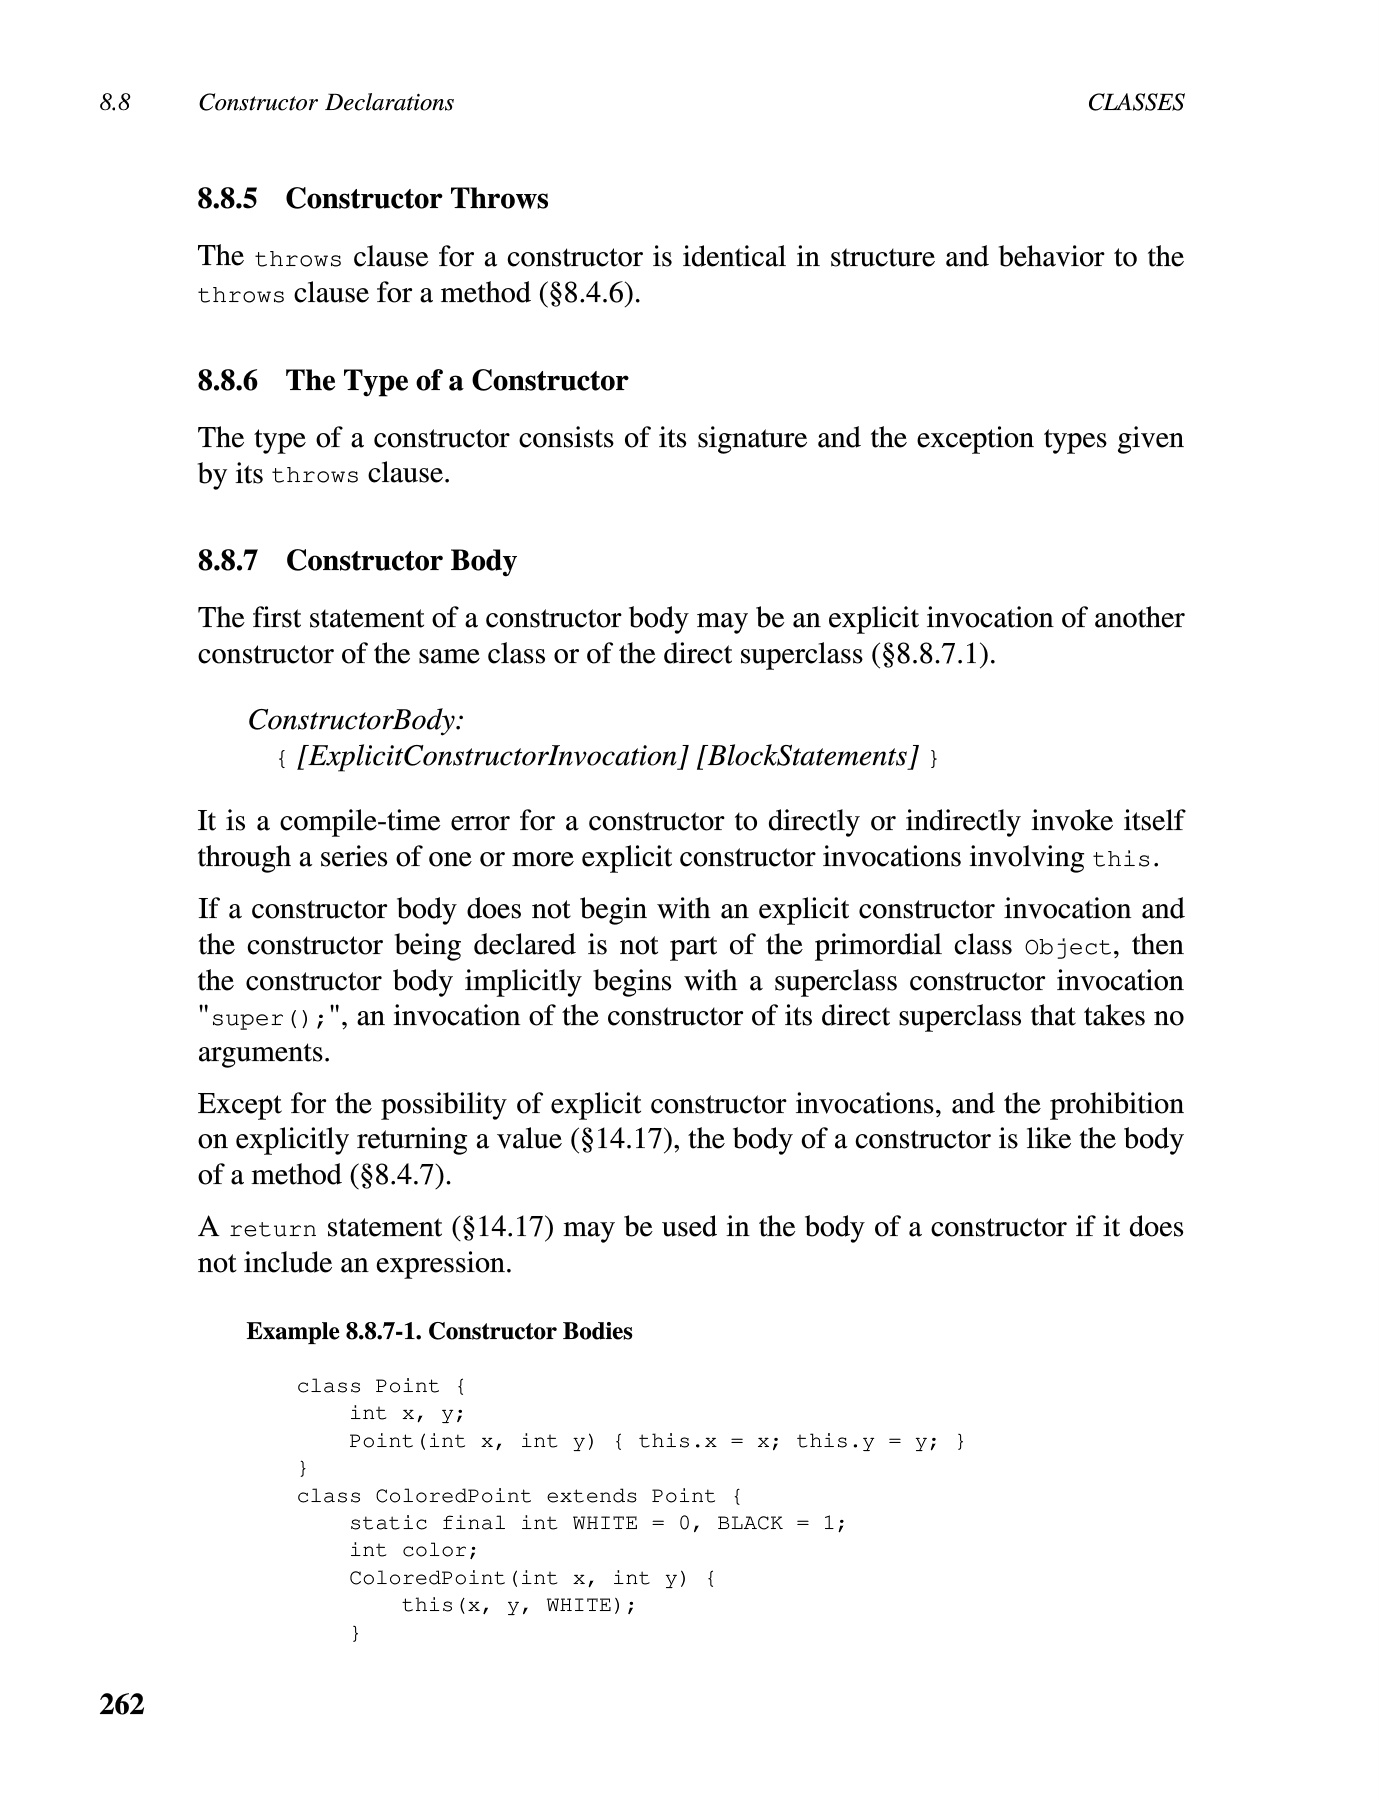 8.8 Constructor Declarations CLASSES
8.8.5 Constructor Throws
The throws clause for a constructor is identical in structure and behavior to the
throws clause for a method (§8.4.6).
8.8.6 The Type of a Constructor
The type of a constructor consists of its signature and the exception types given
by its throws clause.
8.8.7 Constructor Body
The first statement of a constructor body may be an explicit invocation of another
constructor of the same class or of the direct superclass (§8.8.7.1).
ConstructorBody:
{ [ExplicitConstructorInvocation] [BlockStatements] }
It is a compile-time error for a constructor to directly or indirectly invoke itself
through a series of one or more explicit constructor invocations involving this.
If a constructor body does not begin with an explicit constructor invocation and
the constructor being declared is not part of the primordial class Object, then
the constructor body implicitly begins with a superclass constructor invocation
"super();", an invocation of the constructor of its direct superclass that takes no
arguments.
Except for the possibility of explicit constructor invocations, and the prohibition
on explicitly returning a value (§14.17), the body of a constructor is like the body
of a method (§8.4.7).
A return statement (§14.17) may be used in the body of a constructor if it does
not include an expression.
Example 8.8.7-1. Constructor Bodies
class Point {
    int x, y;
    Point(int x, int y) { this.x = x; this.y = y; }
}
class ColoredPoint extends Point {
    static final int WHITE = 0, BLACK = 1;
    int color;
    ColoredPoint(int x, int y) {
        this(x, y, WHITE);
    }
262